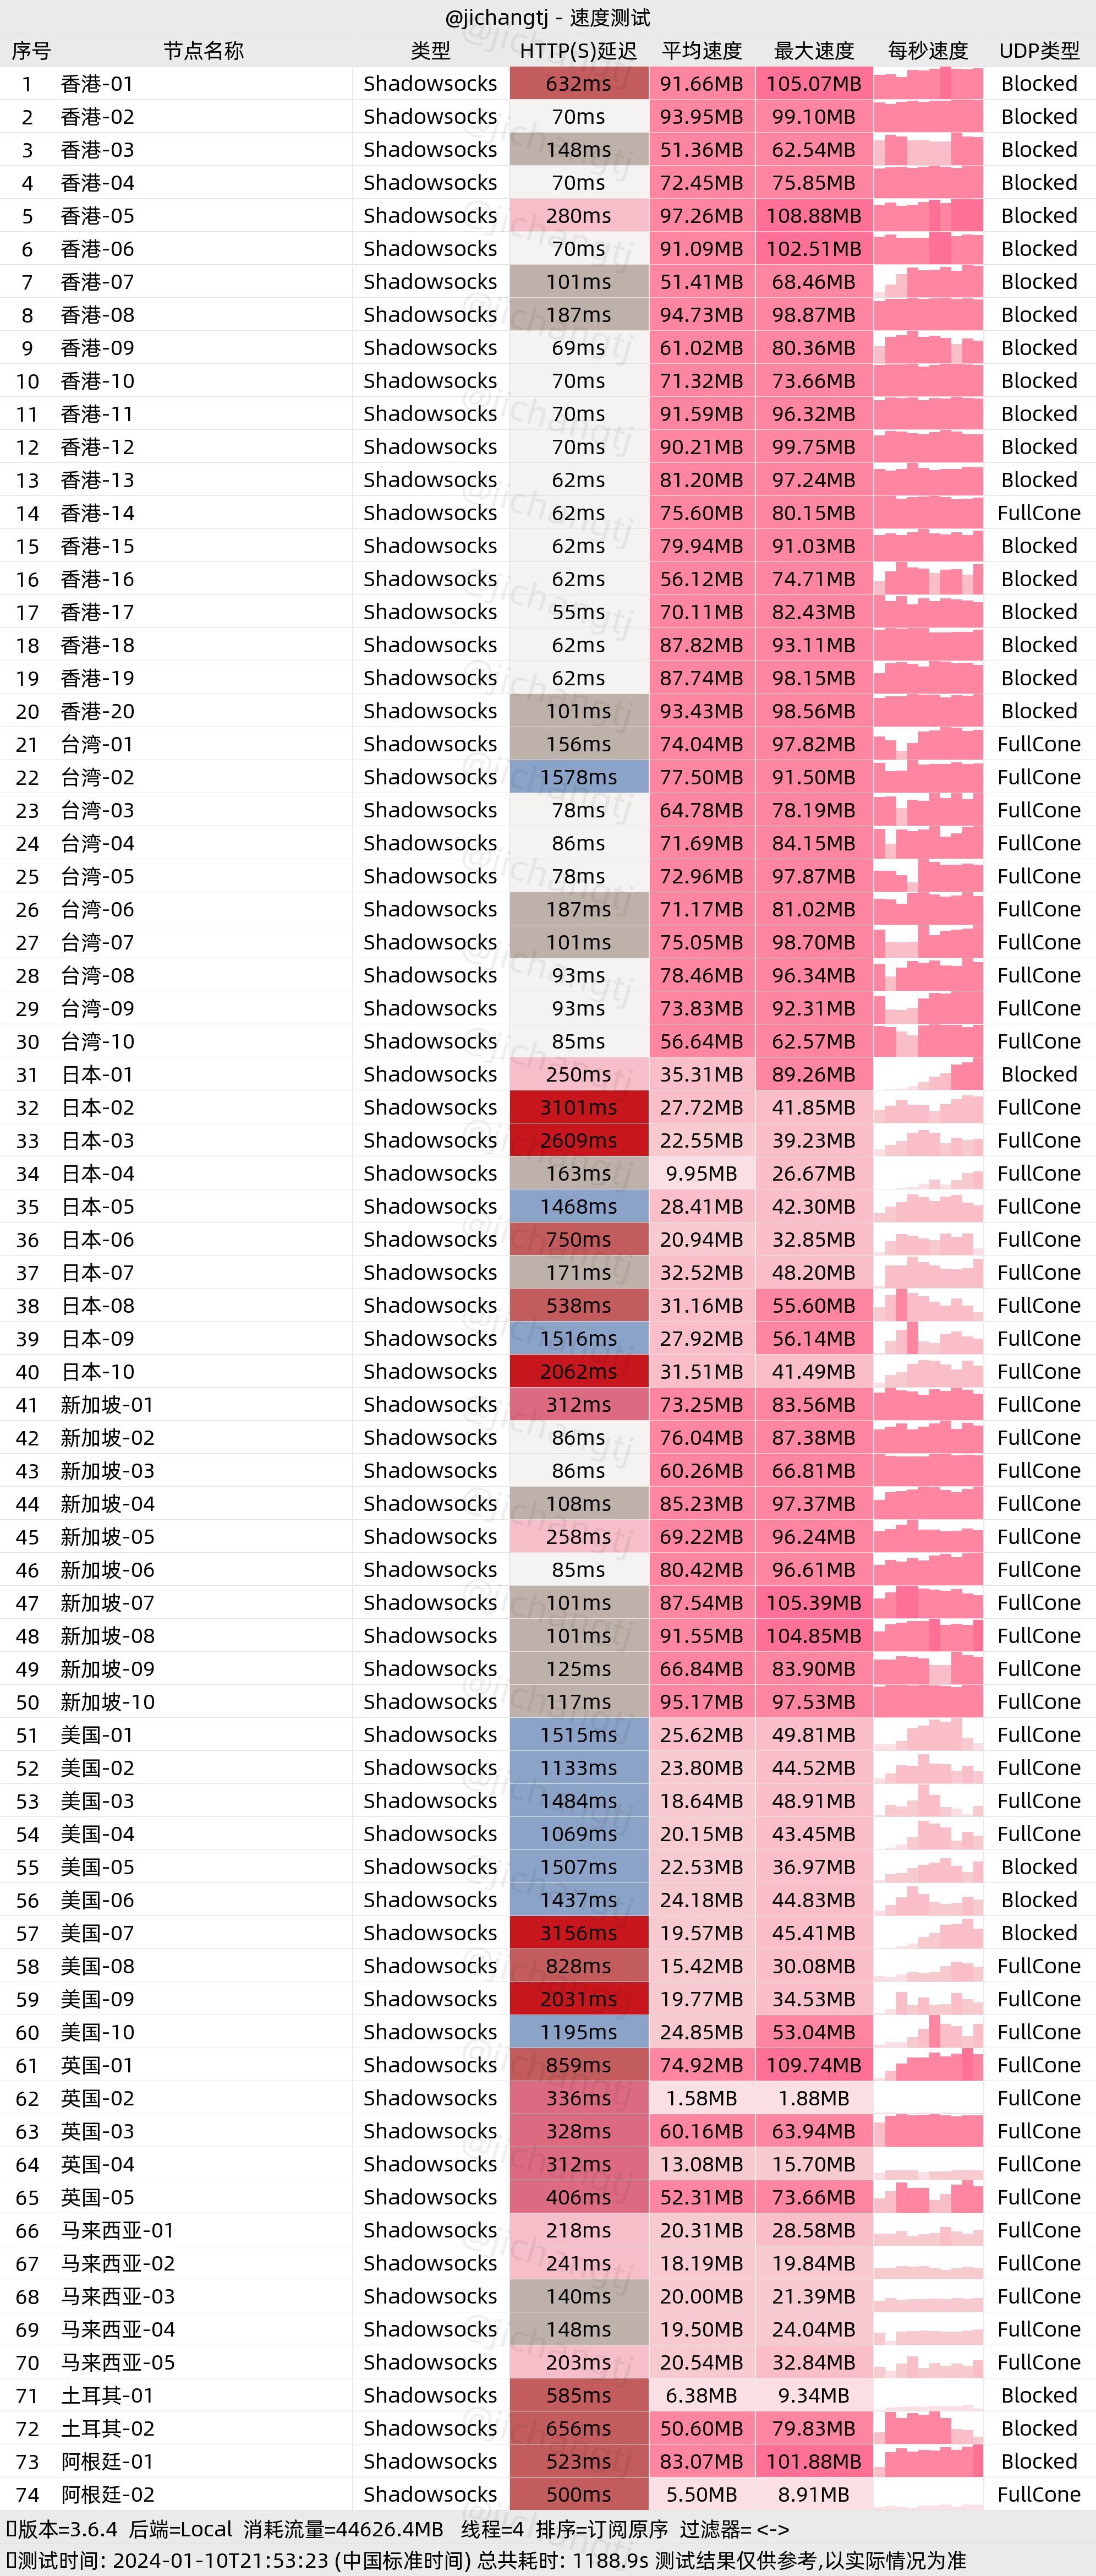 @jichangtj - 速度测试
序号 节点名称 类型 HTTP(S)延迟 平均速度 最大速度 每秒速度 UDP类型
1 香港-01 Shadowsocks 632ms 91.66MB 105.07MB Blocked
2 香港-02 Shadowsocks 70ms 93.95MB 99.10MB Blocked
3 香港-03 Shadowsocks 148ms 51.36MB 62.54MB Blocked
4 香港-04 Shadowsocks 70ms 72.45MB 75.85MB Blocked
5 香港-05 Shadowsocks 280ms 97.26MB 108.88MB Blocked
6 香港-06 Shadowsocks 70ms 91.09MB 102.51MB Blocked
7 香港-07 Shadowsocks 101ms 51.41MB 68.46MB Blocked
8 香港-08 Shadowsocks 187ms 94.73MB 98.87MB Blocked
9 香港-09 Shadowsocks 69ms 61.02MB 80.36MB Blocked
10 香港-10 Shadowsocks 70ms 71.32MB 73.66MB Blocked
11 香港-11 Shadowsocks 70ms 91.59MB 96.32MB Blocked
12 香港-12 Shadowsocks 70ms 90.21MB 99.75MB Blocked
13 香港-13 Shadowsocks 62ms 81.20MB 97.24MB Blocked
14 香港-14 Shadowsocks 62ms 75.60MB 80.15MB FullCone
15 香港-15 Shadowsocks 62ms 79.94MB 91.03MB Blocked
16 香港-16 Shadowsocks 62ms 56.12MB 74.71MB Blocked
17 香港-17 Shadowsocks 55ms 70.11MB 82.43MB Blocked
18 香港-18 Shadowsocks 62ms 87.82MB 93.11MB Blocked
19 香港-19 Shadowsocks 62ms 87.74MB 98.15MB Blocked
20 香港-20 Shadowsocks 101ms 93.43MB 98.56MB Blocked
21 台湾-01 Shadowsocks 156ms 74.04MB 97.82MB FullCone
22 台湾-02 Shadowsocks 1578ms 77.50MB 91.50MB FullCone
23 台湾-03 Shadowsocks 78ms 64.78MB 78.19MB FullCone
24 台湾-04 Shadowsocks 86ms 71.69MB 84.15MB FullCone
25 台湾-05 Shadowsocks 78ms 72.96MB 97.87MB FullCone
26 台湾-06 Shadowsocks 187ms 71.17MB 81.02MB FullCone
27 台湾-07 Shadowsocks 101ms 75.05MB 98.70MB FullCone
28 台湾-08 Shadowsocks 93ms 78.46MB 96.34MB FullCone
29 台湾-09 Shadowsocks 93ms 73.83MB 92.31MB FullCone
30 台湾-10 Shadowsocks 85ms 56.64MB 62.57MB FullCone
31 日本-01 Shadowsocks 250ms 35.31MB 89.26MB Blocked
32 日本-02 Shadowsocks 3101ms 27.72MB 41.85MB FullCone
33 日本-03 Shadowsocks 2609ms 22.55MB 39.23MB FullCone
34 日本-04 Shadowsocks 163ms 9.95MB 26.67MB FullCone
35 日本-05 Shadowsocks 1468ms 28.41MB 42.30MB FullCone
36 日本-06 Shadowsocks 750ms 20.94MB 32.85MB FullCone
37 日本-07 Shadowsocks 171ms 32.52MB 48.20MB FullCone
38 日本-08 Shadowsocks 538ms 31.16MB 55.60MB FullCone
39 日本-09 Shadowsocks 1516ms 27.92MB 56.14MB FullCone
40 日本-10 Shadowsocks 2062ms 31.51MB 41.49MB FullCone
41 新加坡-01 Shadowsocks 312ms 73.25MB 83.56MB FullCone
42 新加坡-02 Shadowsocks 86ms 76.04MB 87.38MB FullCone
43 新加坡-03 Shadowsocks 86ms 60.26MB 66.81MB FullCone
44 新加坡-04 Shadowsocks 108ms 85.23MB 97.37MB FullCone
45 新加坡-05 Shadowsocks 258ms 69.22MB 96.24MB FullCone
46 新加坡-06 Shadowsocks 85ms 80.42MB 96.61MB FullCone
47 新加坡-07 Shadowsocks 101ms 87.54MB 105.39MB FullCone
48 新加坡-08 Shadowsocks 101ms 91.55MB 104.85MB FullCone
49 新加坡-09 Shadowsocks 125ms 66.84MB 83.90MB FullCone
50 新加坡-10 Shadowsocks 117ms 95.17MB 97.53MB FullCone
51 美国-01 Shadowsocks 1515ms 25.62MB 49.81MB FullCone
52 美国-02 Shadowsocks 1133ms 23.80MB 44.52MB FullCone
53 美国-03 Shadowsocks 1484ms 18.64MB 48.91MB FullCone
54 美国-04 Shadowsocks 1069ms 20.15MB 43.45MB FullCone
55 美国-05 Shadowsocks 1507ms 22.53MB 36.97MB Blocked
56 美国-06 Shadowsocks 1437ms 24.18MB 44.83MB Blocked
57 美国-07 Shadowsocks 3156ms 19.57MB 45.41MB Blocked
58 美国-08 Shadowsocks 828ms 15.42MB 30.08MB FullCone
59 美国-09 Shadowsocks 2031ms 19.77MB 34.53MB FullCone
60 美国-10 Shadowsocks 1195ms 24.85MB 53.04MB FullCone
61 英国-01 Shadowsocks 859ms 74.92MB 109.74MB FullCone
62 英国-02 Shadowsocks 336ms 1.58MB 1.88MB FullCone
63 英国-03 Shadowsocks 328ms 60.16MB 63.94MB FullCone
64 英国-04 Shadowsocks 312ms 13.08MB 15.70MB FullCone
65 英国-05 Shadowsocks 406ms 52.31MB 73.66MB FullCone
66 马来西亚-01 Shadowsocks 218ms 20.31MB 28.58MB FullCone
67 马来西亚-02 Shadowsocks 241ms 18.19MB 19.84MB FullCone
68 马来西亚-03 Shadowsocks 140ms 20.00MB 21.39MB FullCone
69 马来西亚-04 Shadowsocks 148ms 19.50MB 24.04MB FullCone
70 马来西亚-05 Shadowsocks 203ms 20.54MB 32.84MB FullCone
71 土耳其-01 Shadowsocks 585ms 6.38MB 9.34MB Blocked
72 土耳其-02 Shadowsocks 656ms 50.60MB 79.83MB Blocked
73 阿根廷-01 Shadowsocks 523ms 83.07MB 101.88MB Blocked
74 阿根廷-02 Shadowsocks 500ms 5.50MB 8.91MB FullCone
版本=3.6.4 后端=Local 消耗流量=44626.4MB 线程=4 排序=订阅原序 过滤器= <->
测试时间: 2024-01-10T21:53:23 (中国标准时间) 总共耗时: 1188.9s 测试结果仅供参考,以实际情况为准